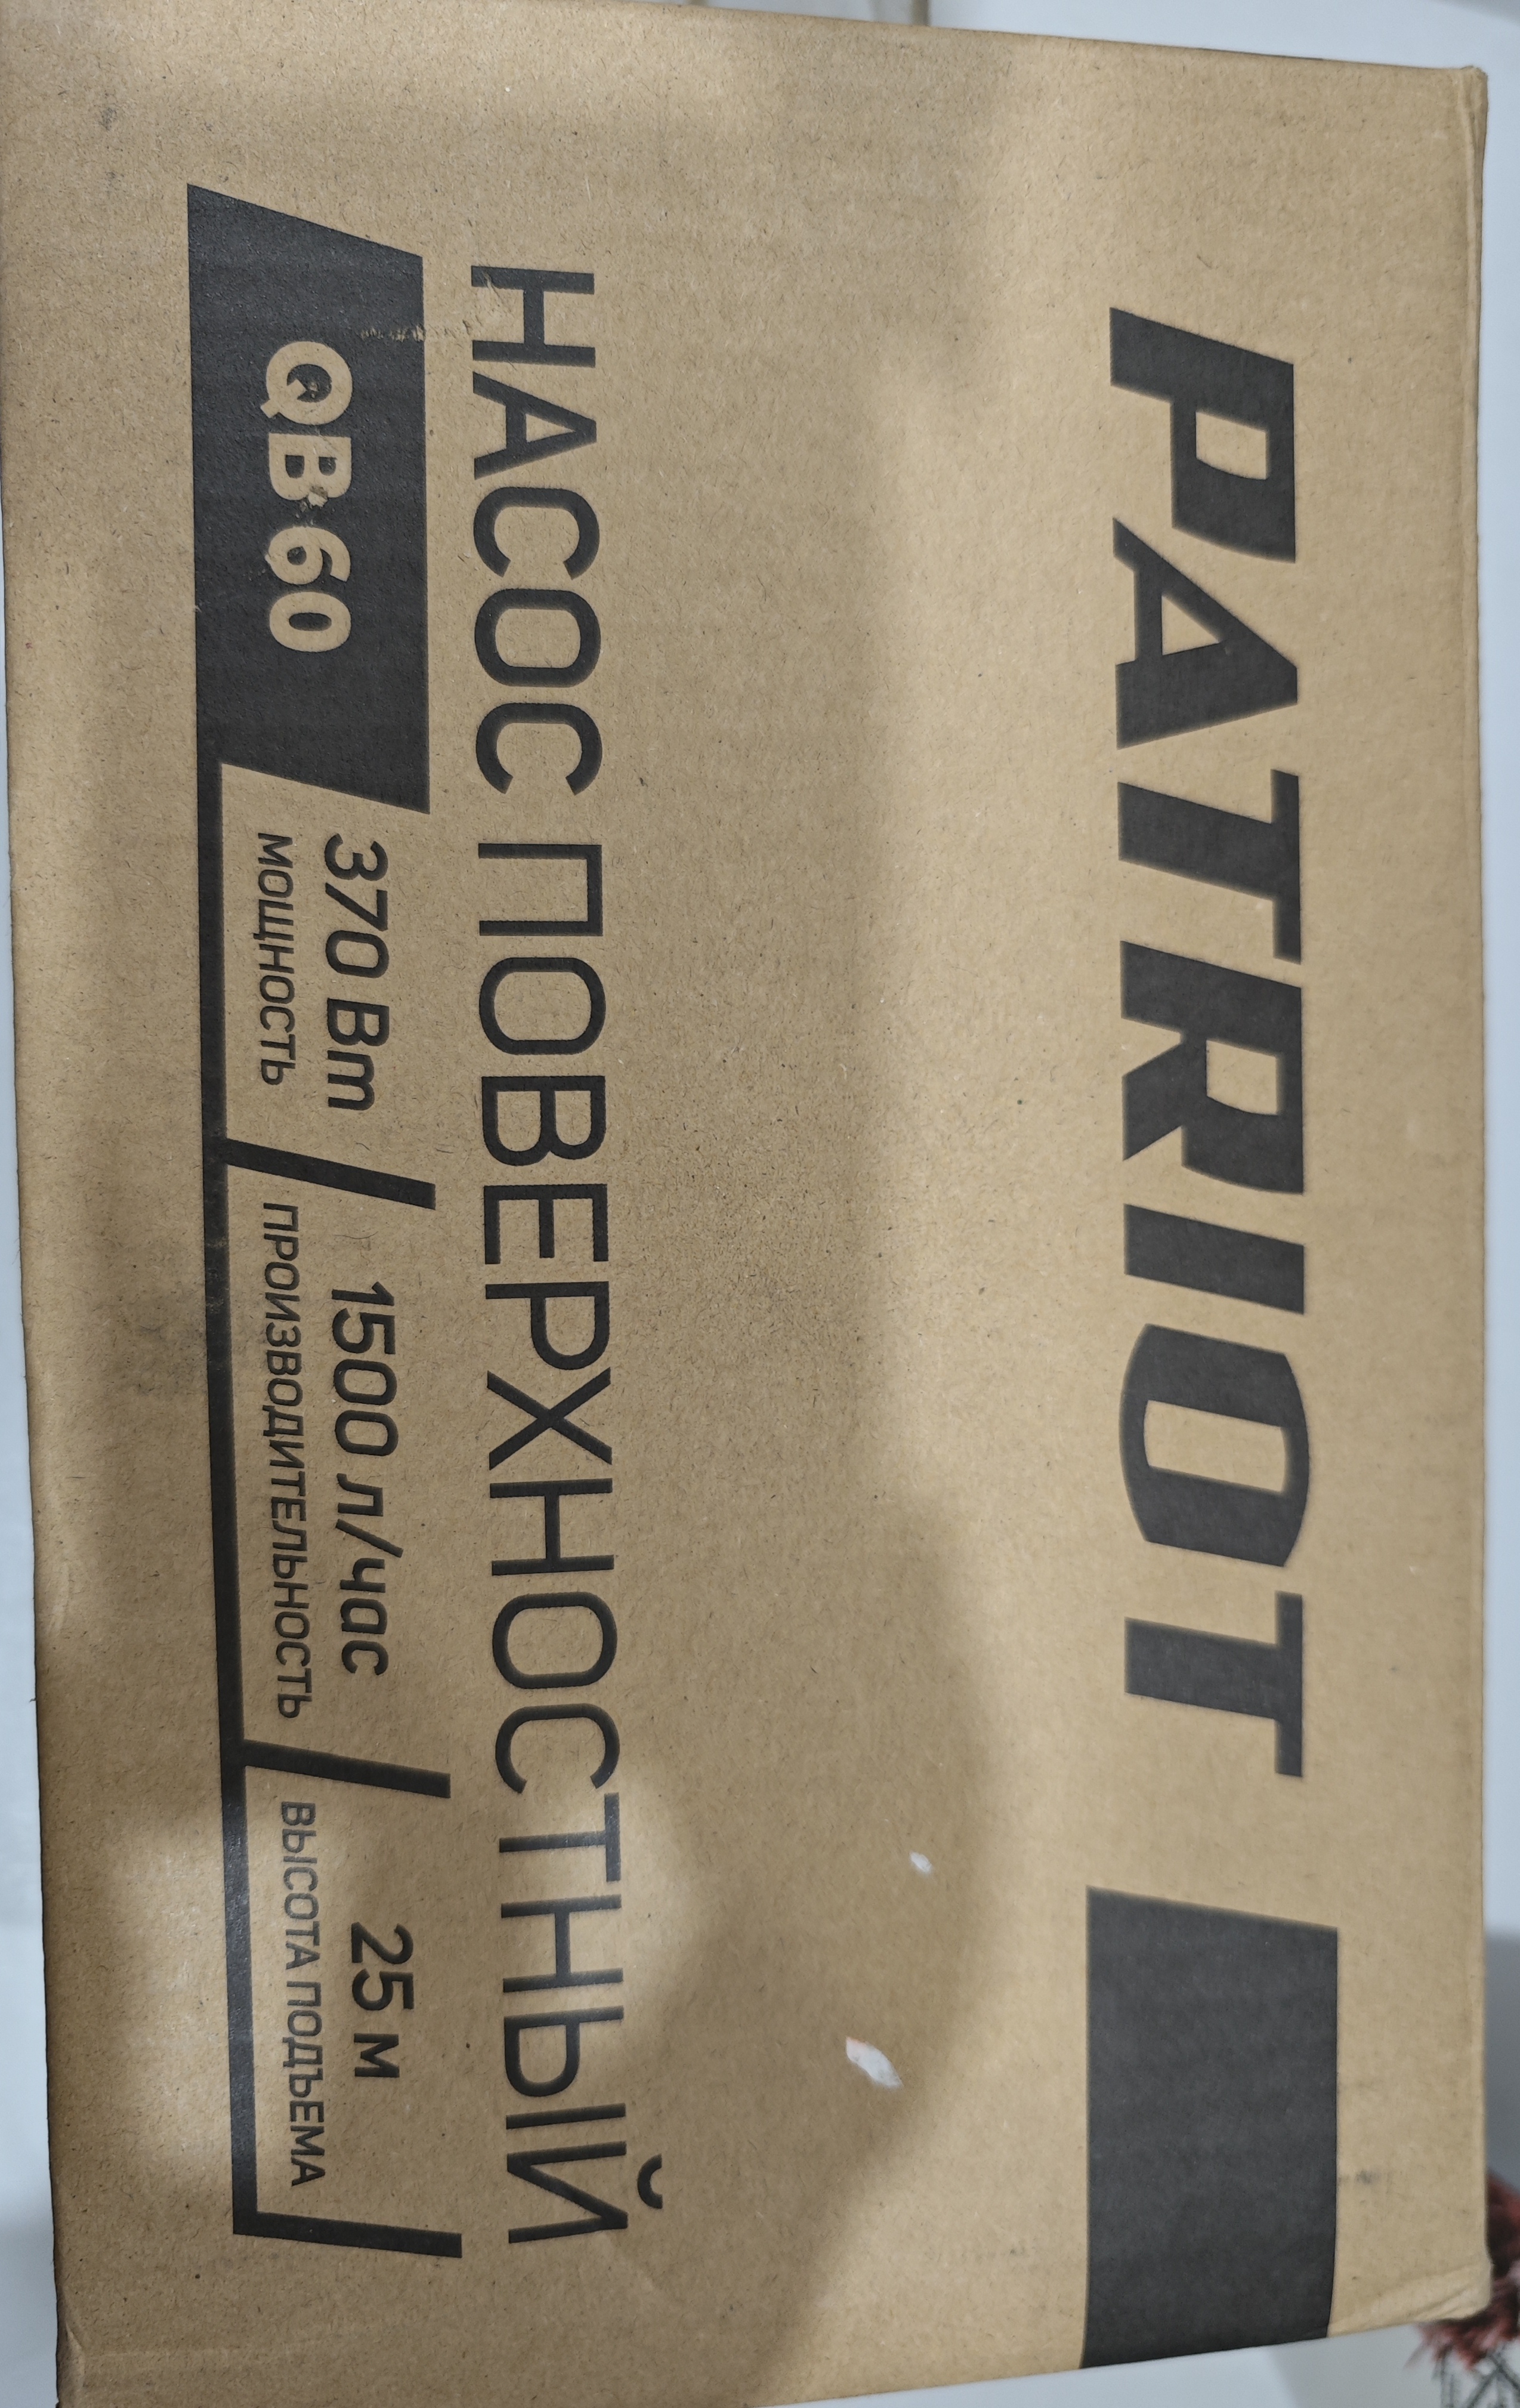 PATRIOT
НАСОС ПОВЕРХНОСТНЫЙ
QB 60
370 Вт
МОЩНОСТЬ
1500 л/час
ПРОИЗВОДИТЕЛЬНОСТЬ
25 м
ВЫСОТА ПОДЪЕМА